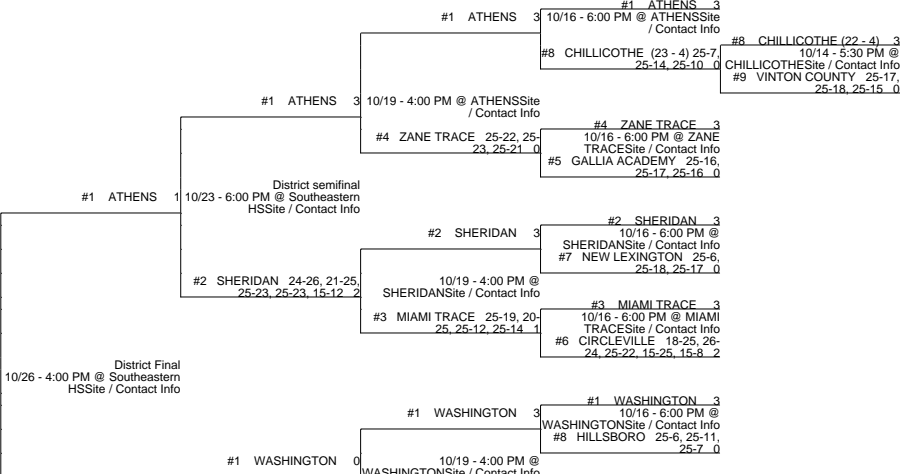 #1 ATHENS 3
#1 ATHENS 3
10/16 - 6:00 PM @ ATHENSSite
/ Contact Info
#8 CHILLICOTHE (23 - 4) 25-7,
25-14, 25-10 0
#8 CHILLICOTHE (22 - 4) 3
10/14 - 5:30 PM @
CHILLICOTHESite / Contact Info
#9 VINTON COUNTY 25-17,
25-18, 25-15 0
#1 ATHENS 3
10/19 - 4:00 PM @ ATHENSSite
/ Contact Info
#4 ZANE TRACE 25-22, 25-
23, 25-21 0
#4 ZANE TRACE 3
10/16 - 6:00 PM @ ZANE
TRACESite / Contact Info
#5 GALLIA ACADEMY 25-16,
25-17, 25-16 0
#1 ATHENS 1
District semifinal
10/23 - 6:00 PM @ Southeastern
HSSite / Contact Info
#2 SHERIDAN 24-26, 21-25,
25-23, 25-23, 15-12 2
#2 SHERIDAN 3
10/19 - 4:00 PM @
SHERIDANSite / Contact Info
#3 MIAMI TRACE 25-19, 20-
25, 25-12, 25-14 1
#2 SHERIDAN 3
10/16 - 6:00 PM @
SHERIDANSite / Contact Info
#7 NEW LEXINGTON 25-6,
25-18, 25-17 0
#3 MIAMI TRACE 3
10/16 - 6:00 PM @ MIAMI
TRACESite / Contact Info
#6 CIRCLEVILLE 18-25, 26-
24, 25-22, 15-25, 15-8 2
District Final
10/26 - 4:00 PM @ Southeastern
HSSite / Contact Info
#1 WASHINGTON 3
#1 WASHINGTON 3
10/16 - 6:00 PM @
WASHINGTONSite / Contact Info
#8 HILLSBORO 25-6, 25-11,
25-7 0
#1 WASHINGTON 0
10/19 - 4:00 PM @
WASHINGTONSite / Contact Info